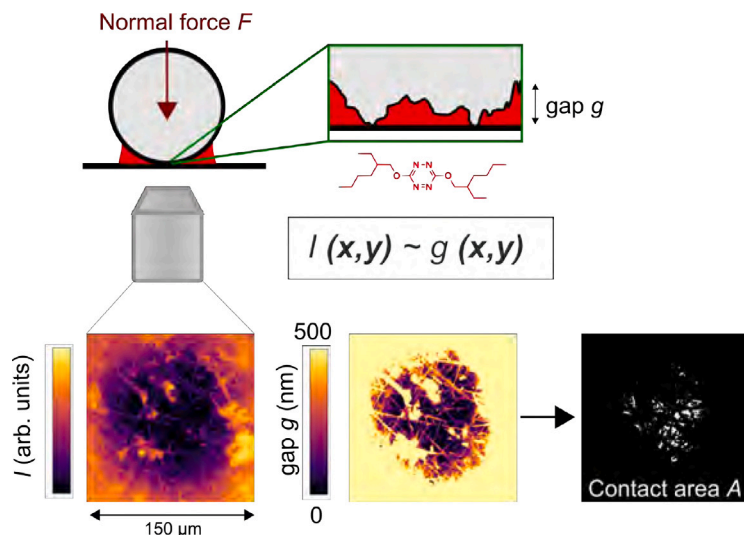 Normal force F
gap g
N N
O
O
N N
I (x,y) ~ g (x,y)
500
I (arb. units)
gap g (nm)
0
Contact area A
150 μm